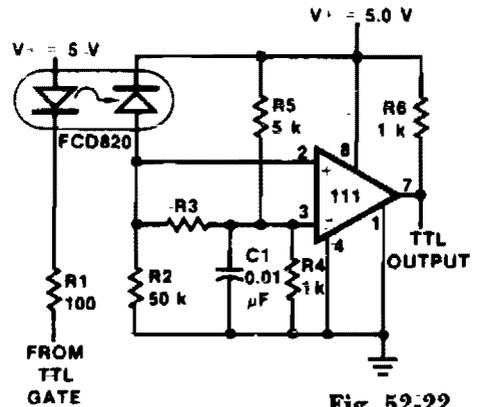 V+ = 5.0 V
V+ = 5 V
FCD820
R5
5 k
R6
1 k
2
8
+
111
7
3
-
1
4
R3
TTL
OUTPUT
R1
100
R2
50 k
C1
0.01
µF
R4
1k
FROM
TTL
GATE
Fig. 52-22